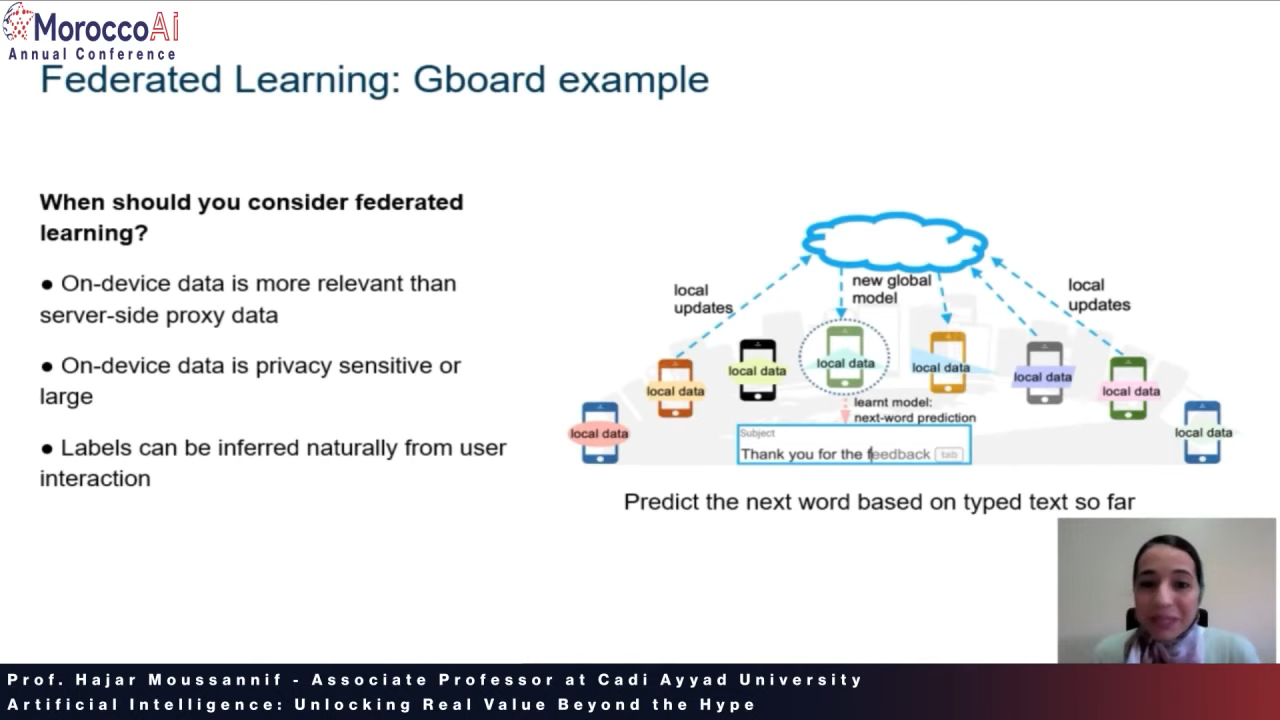 MoroccoAi
Annual Conference
Federated Learning: Gboard example
When should you consider federated
learning?
● On-device data is more relevant than
server-side proxy data
● On-device data is privacy sensitive or
large
● Labels can be inferred naturally from user
interaction
local
updates
new global
model
local
updates
local data
local data
local data
local data
local data
local data
local data
local data
learnt model:
next-word prediction
Subject
Thank you for the feedback tab
Predict the next word based on typed text so far
Prof. Hajar Moussannif - Associate Professor at Cadi Ayyad University
Artificial Intelligence: Unlocking Real Value Beyond the Hype